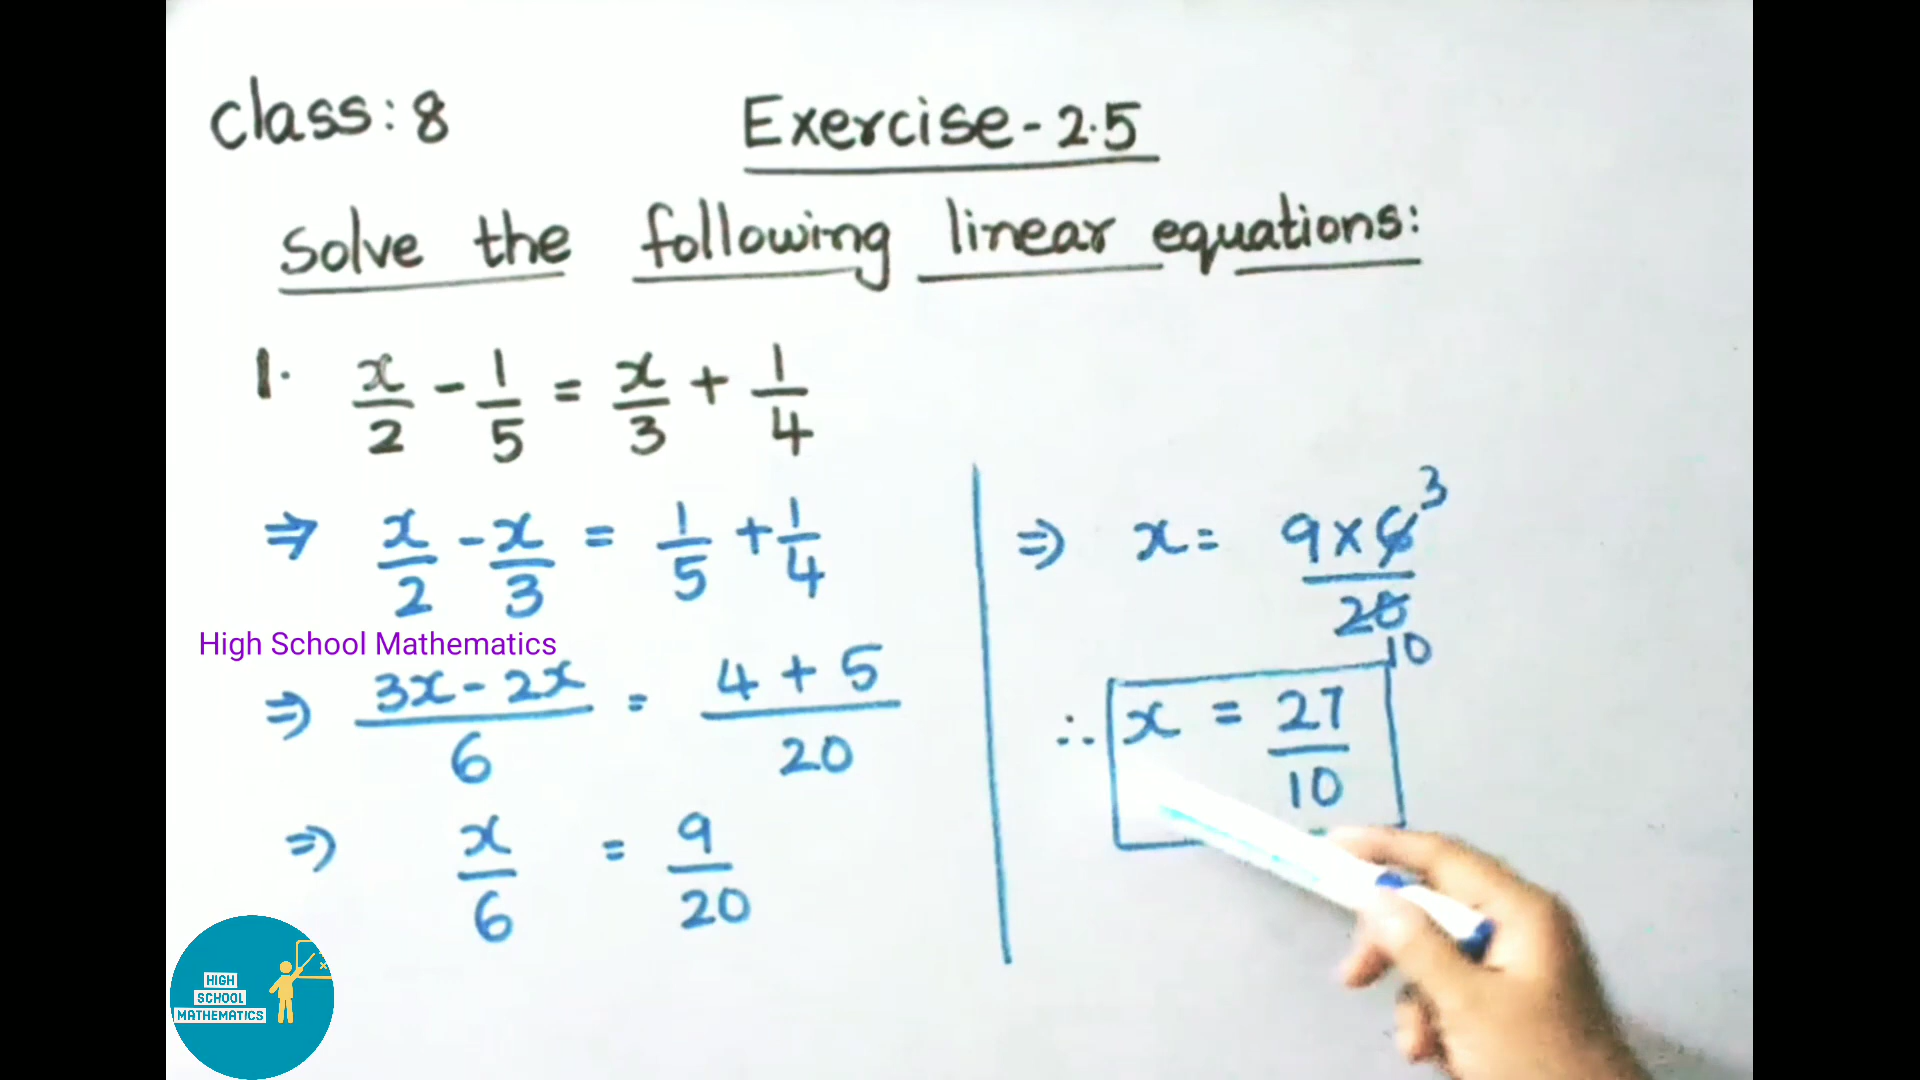 class: 8
Exercise - 2.5
Solve the following linear equations:
1. x/2 - 1/5 = x/3 + 1/4
⇒ x/2 - x/3 = 1/5 + 1/4
High School Mathematics
⇒ 3x - 2x/6 = 4 + 5/20
⇒ x/6 = 9/20
⇒ x = 9 × 6/20
3
10
∴ x = 27/10
HIGH
SCHOOL
MATHEMATICS